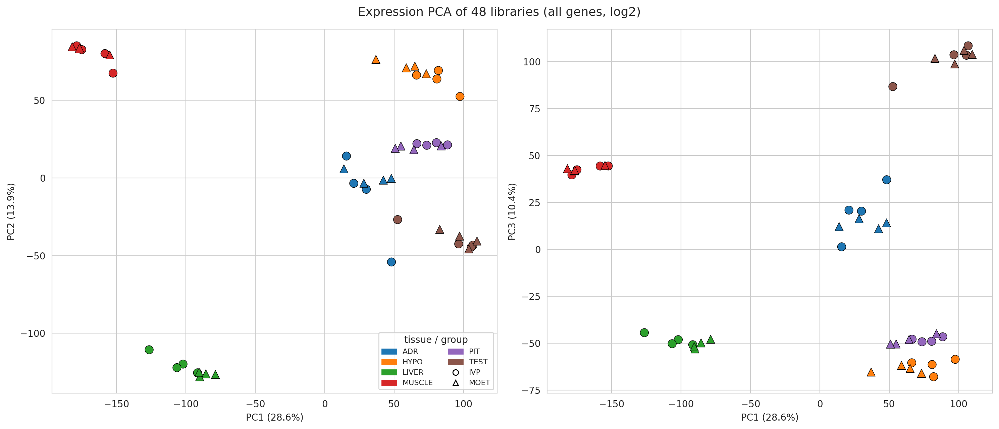 Expression PCA of 48 libraries (all genes, log2)
PC2 (13.9%)
50
0
−50
−100
−150
−100
−50
0
50
100
PC1 (28.6%)
tissue / group
ADR
HYPO
LIVER
MUSCLE
PIT
TEST
IVP
MOET
PC3 (10.4%)
100
75
50
25
0
−25
−50
−75
−150
−100
−50
0
50
100
PC1 (28.6%)